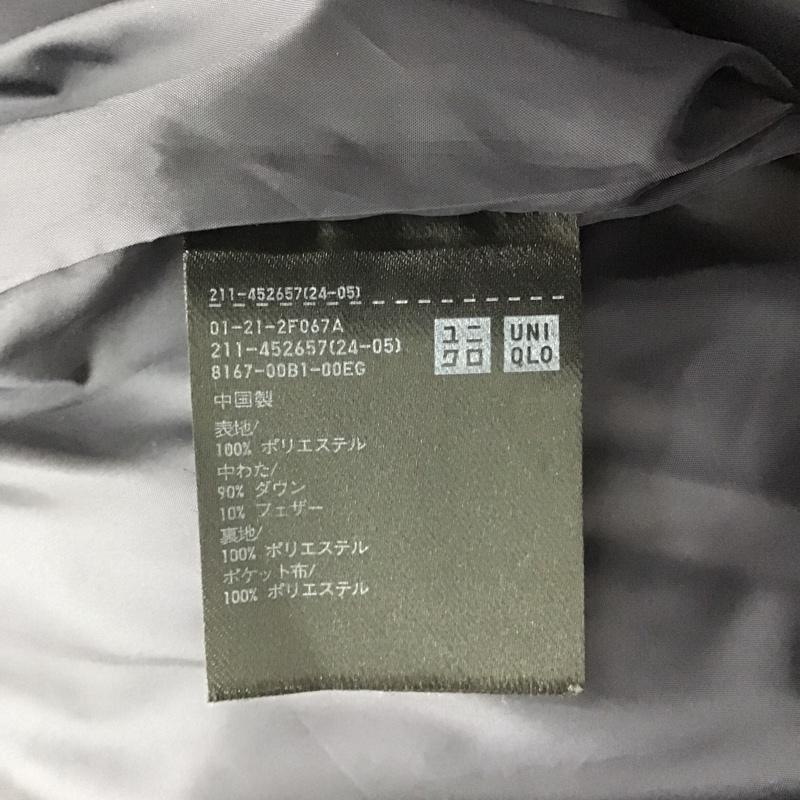 211-452657(24-05)
01-21-2F067A
211-452657(24-05)
8167-00B1-00EG
ユニ
クロ
UNI
QLO
中国製
表地/
100% ポリエステル
中わた/
90% ダウン
10% フェザー
裏地/
100% ポリエステル
ポケット布/
100% ポリエステル